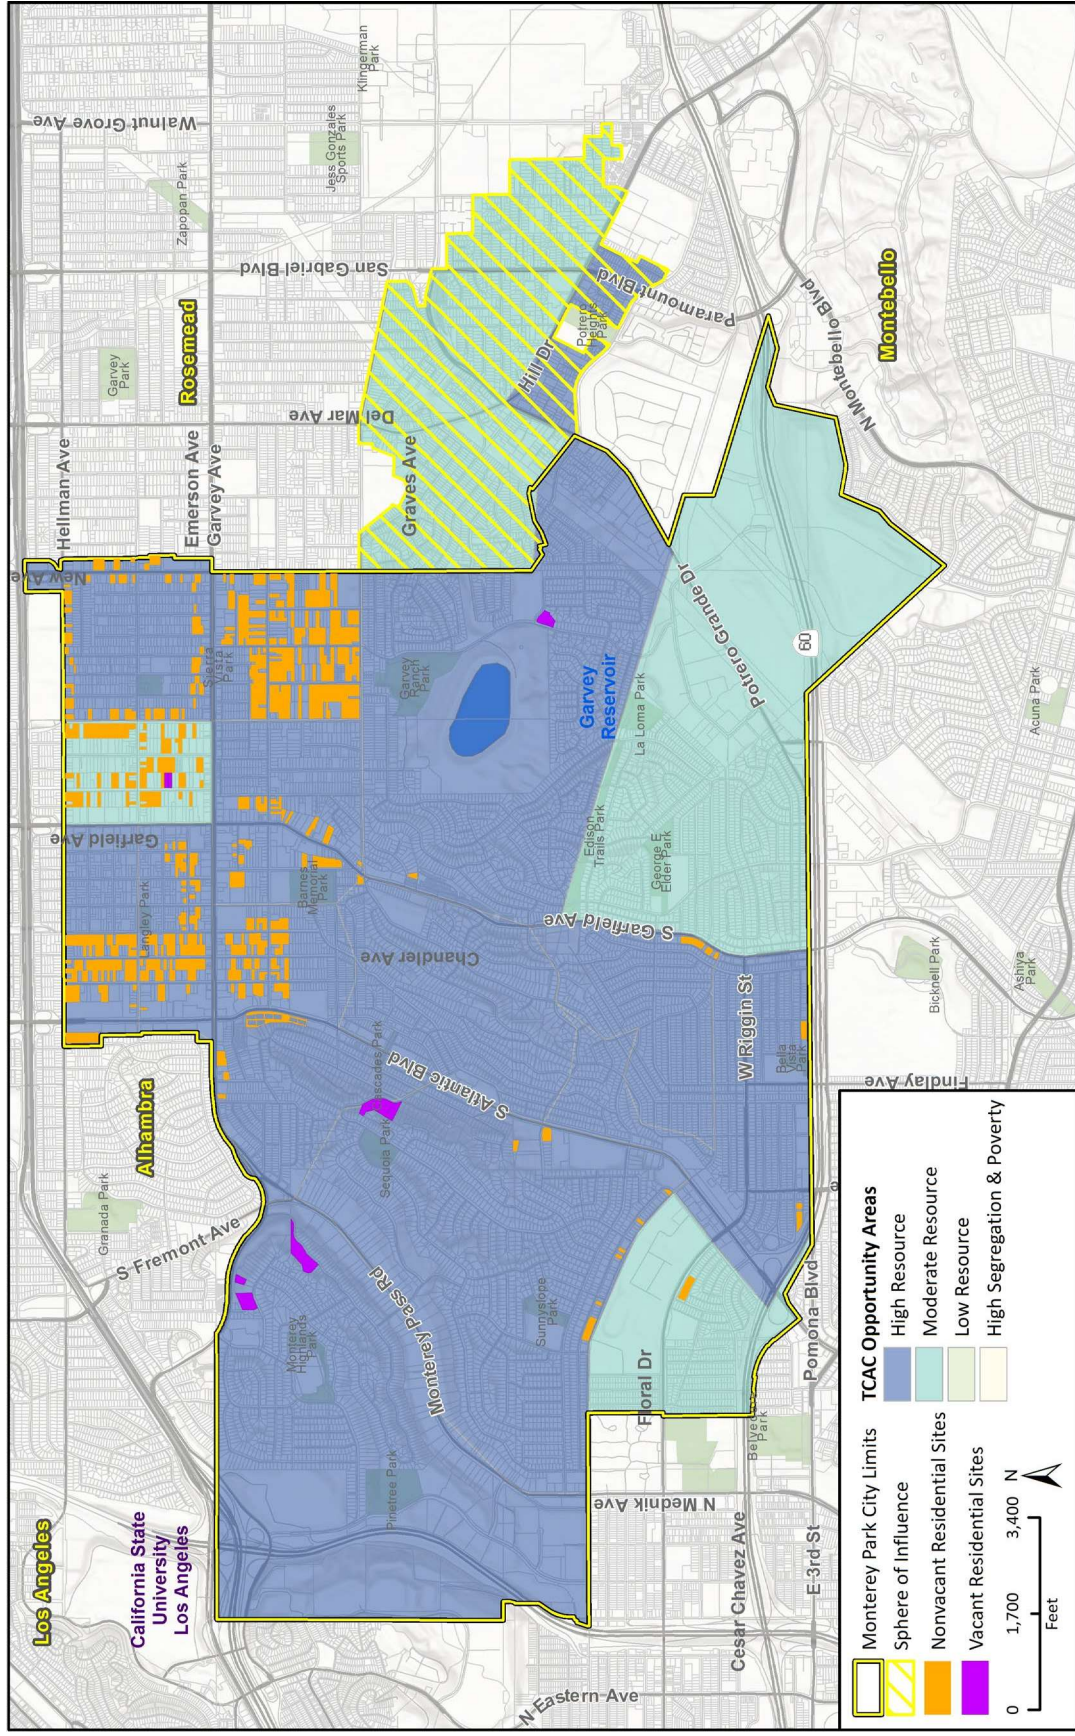 Los Angeles
California State
University
Los Angeles
S Fremont Ave
Granada Park
Alhambra
Garfield Ave
New Ave
Hellman Ave
Emerson Ave
Garvey Ave
Rosemead
Garvey
Park
Zapopan Park
Walnut Grove Ave
Jess Gonzales
Sports Park
Klingerman
Park
San Gabriel Blvd
Del Mar Ave
Graves Ave
Hill Dr
Potrero
Heights
Park
Paramount Blvd
Langley Park
Sierra
Vista
Park
Barnes
Memorial
Park
Garvey
Ranch
Park
Garvey
Reservoir
Chandler Ave
Cascades Park
Sequoia Park
S Atlantic Blvd
Monterey
Highlands
Park
Monterey Pass Rd
Pinetree Park
Sunnyslope
Park
Edison
Trails Park
La Loma Park
George E
Elder Park
S Garfield Ave
Potrero Grande Dr
60
N Montebello Blvd
Montebello
W Riggin St
Bella
Vista
Park
Findlay Ave
Bicknell Park
Ashiya
Park
Acuna Park
Floral Dr
N Mednik Ave
Belvedere
Park
Pomona Blvd
Cesar Chavez Ave
E 3rd St
N Eastern Ave
Monterey Park City Limits
Sphere of Influence
Nonvacant Residential Sites
Vacant Residential Sites
TCAC Opportunity Areas
High Resource
Moderate Resource
Low Resource
High Segregation & Poverty
0 1,700 3,400
Feet
N